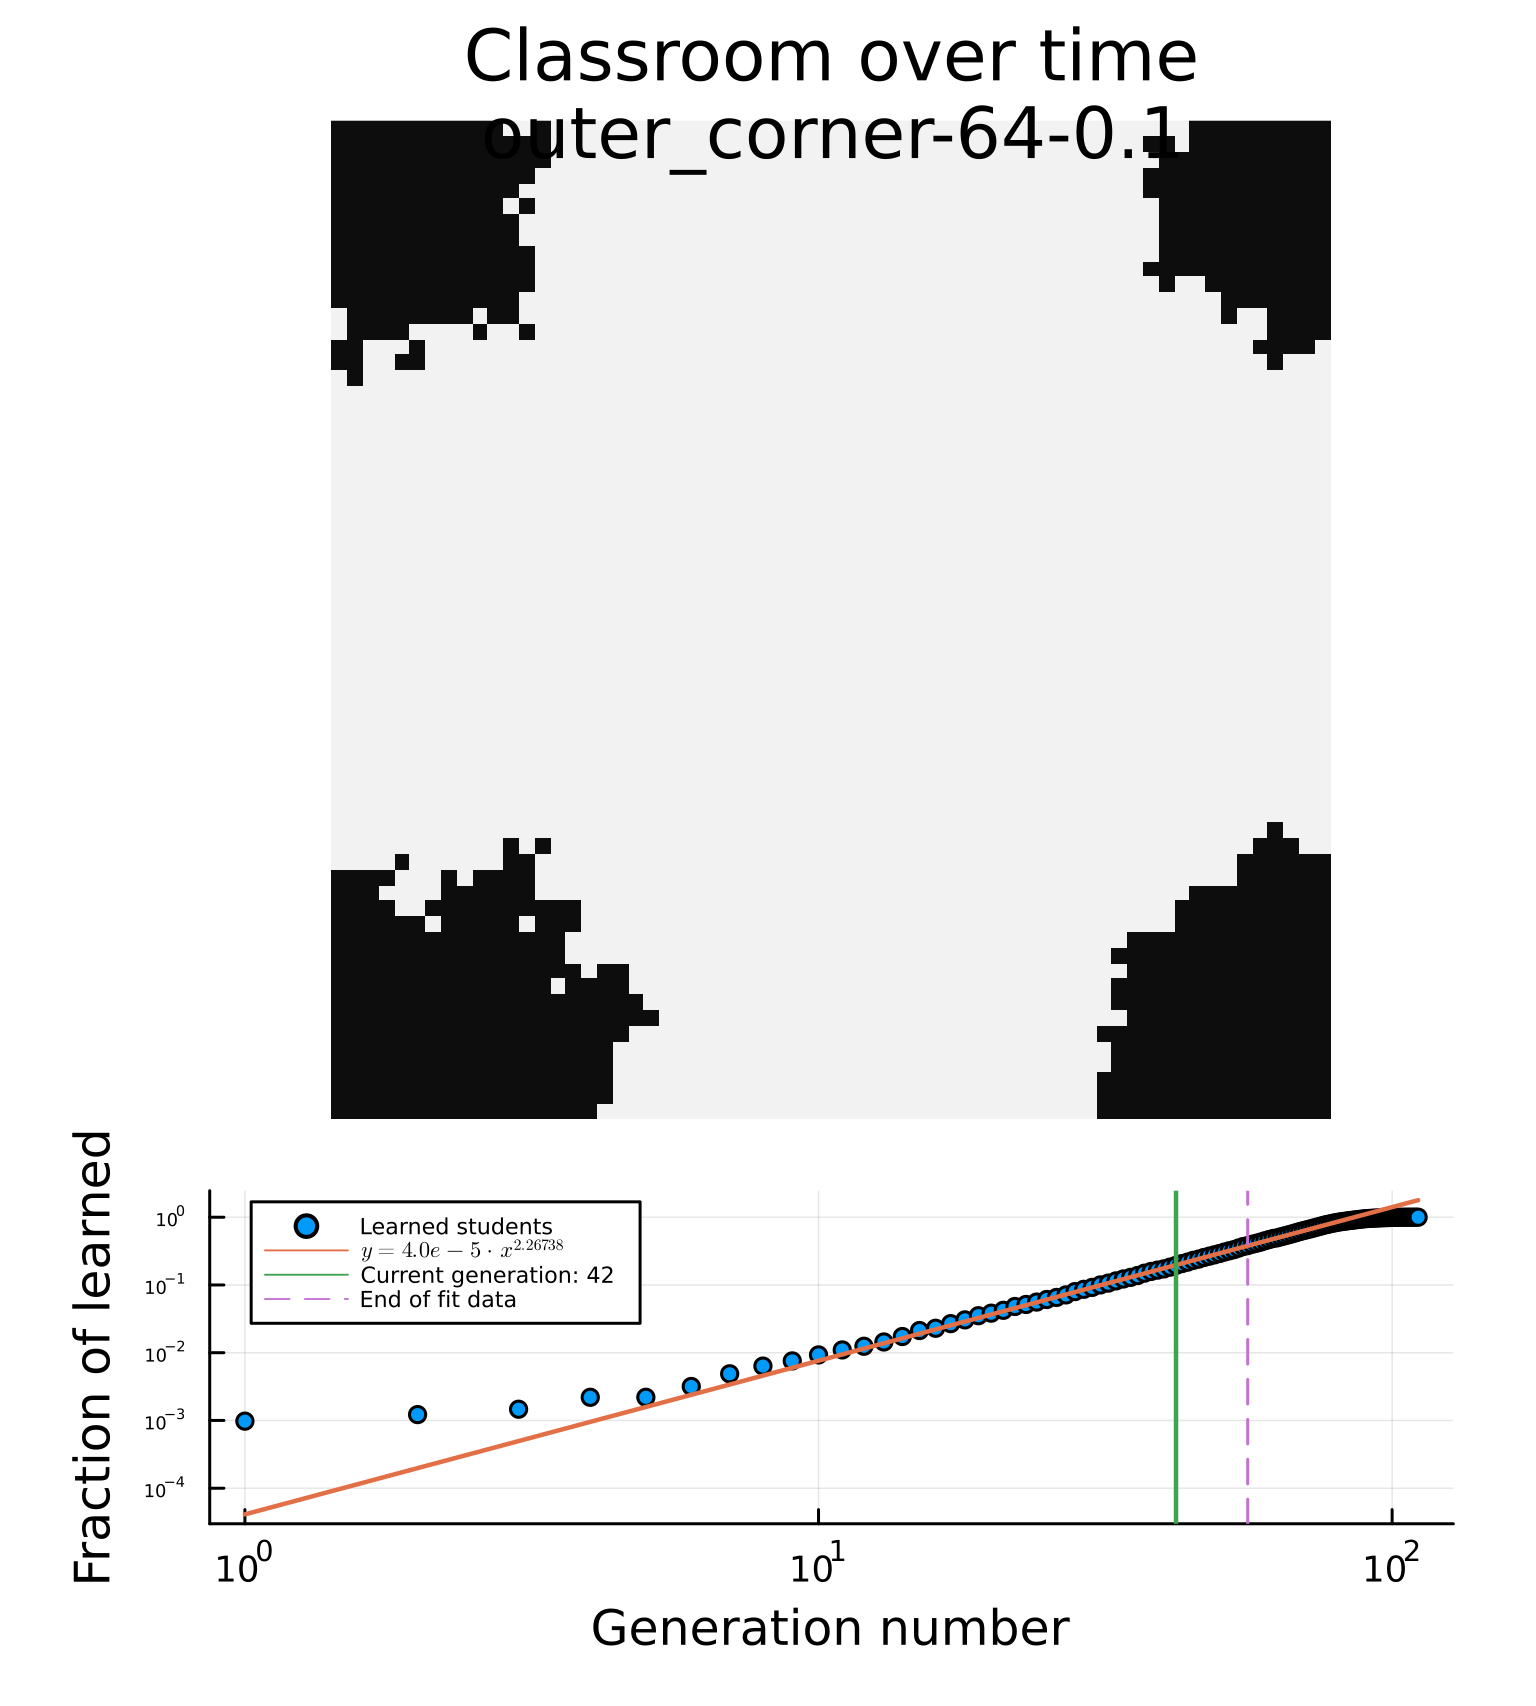 Classroom over time
outer_corner-64-0.1
Fraction of learned
10^0
10^−1
10^−2
10^−3
10^−4
Learned students
y = 4.0e − 5 · x^2.26738
Current generation: 42
End of fit data
10^0 10^1 10^2
Generation number